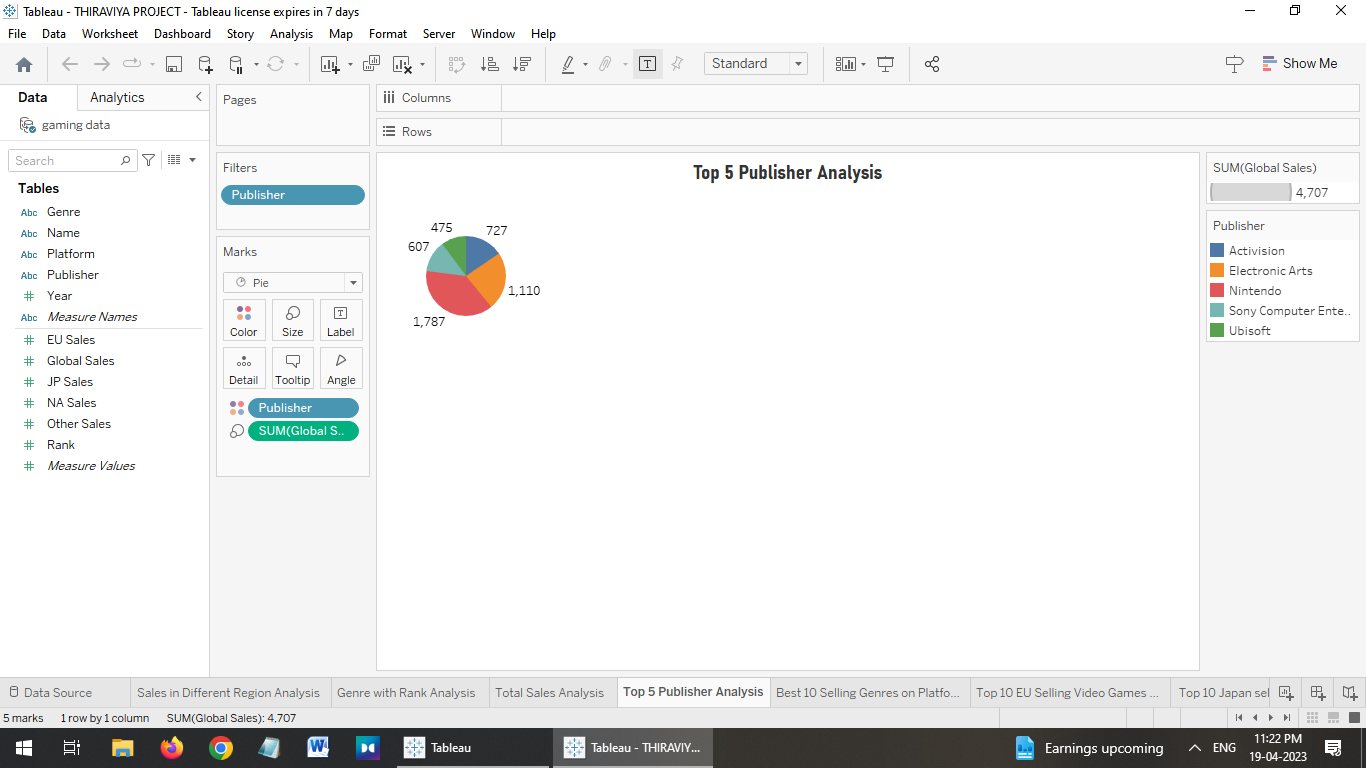 Tableau - THIRAVIYA PROJECT - Tableau license expires in 7 days
File Data Worksheet Dashboard Story Analysis Map Format Server Window Help
Standard
Show Me
Data Analytics
gaming data
Search
Tables
Abc Genre
Abc Name
Abc Platform
Abc Publisher
Year
Abc Measure Names
EU Sales
Global Sales
JP Sales
NA Sales
Other Sales
Rank
Measure Values
Pages
Filters
Publisher
Marks
Pie
Color Size Label
Detail Tooltip Angle
Publisher
SUM(Global S..
Columns
Rows
Top 5 Publisher Analysis
475 727
607
1,110
1,787
SUM(Global Sales)
4,707
Publisher
Activision
Electronic Arts
Nintendo
Sony Computer Ente..
Ubisoft
Data Source Sales in Different Region Analysis Genre with Rank Analysis Total Sales Analysis Top 5 Publisher Analysis Best 10 Selling Genres on Platfo... Top 10 EU Selling Video Games ... Top 10 Japan sel
5 marks 1 row by 1 column SUM(Global Sales): 4,707
Tableau Tableau - THIRAVIY... Earnings upcoming ENG 11:22 PM
19-04-2023